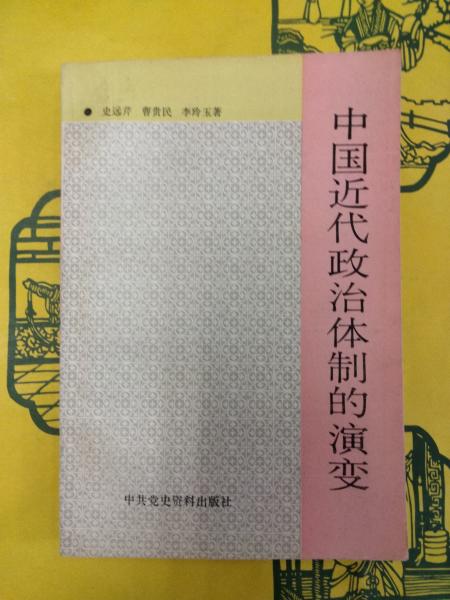 ● 史远芹 曹贵民 李玲玉著
中国近代政治体制的演变
中共党史资料出版社